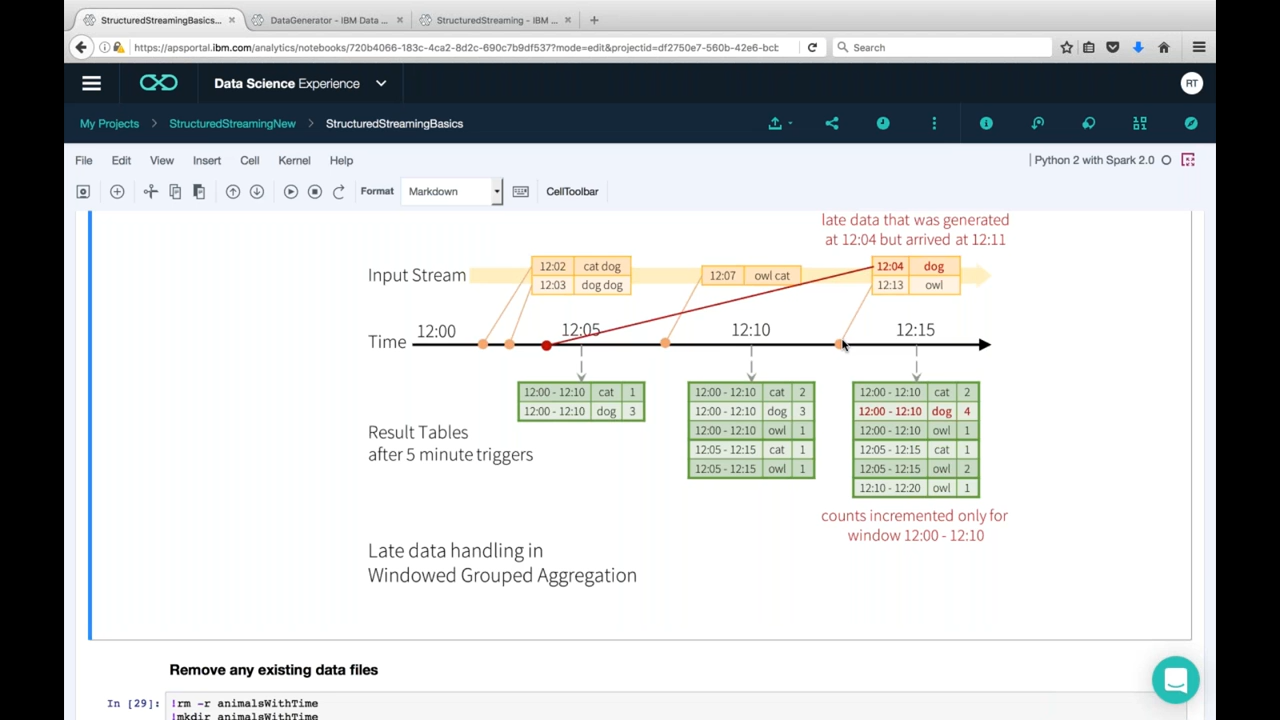 StructuredStreamingBasics...
DataGenerator - IBM Data ...
StructuredStreaming - IBM ...
https://apsportal.ibm.com/analytics/notebooks/720b4066-183c-4ca2-8d2c-690c7b9df537?mode=edit&projectid=df2750e7-560b-42e6-bcb
Search
Data Science Experience
RT
My Projects > StructuredStreamingNew > StructuredStreamingBasics
File Edit View Insert Cell Kernel Help
Python 2 with Spark 2.0
Format Markdown CellToolbar
late data that was generated
at 12:04 but arrived at 12:11
Input Stream
12:02 cat dog
12:03 dog dog
12:07 owl cat
12:04 dog
12:13 owl
Time
12:00 12:05 12:10 12:15
Result Tables
after 5 minute triggers
12:00 - 12:10 cat 1
12:00 - 12:10 dog 3
12:00 - 12:10 cat 2
12:00 - 12:10 dog 3
12:00 - 12:10 owl 1
12:05 - 12:15 cat 1
12:05 - 12:15 owl 1
12:00 - 12:10 cat 2
12:00 - 12:10 dog 4
12:00 - 12:10 owl 1
12:05 - 12:15 cat 1
12:05 - 12:15 owl 2
12:10 - 12:20 owl 1
counts incremented only for
window 12:00 - 12:10
Late data handling in
Windowed Grouped Aggregation
Remove any existing data files
In [29]: !rm -r animalsWithTime
!mkdir animalsWithTime